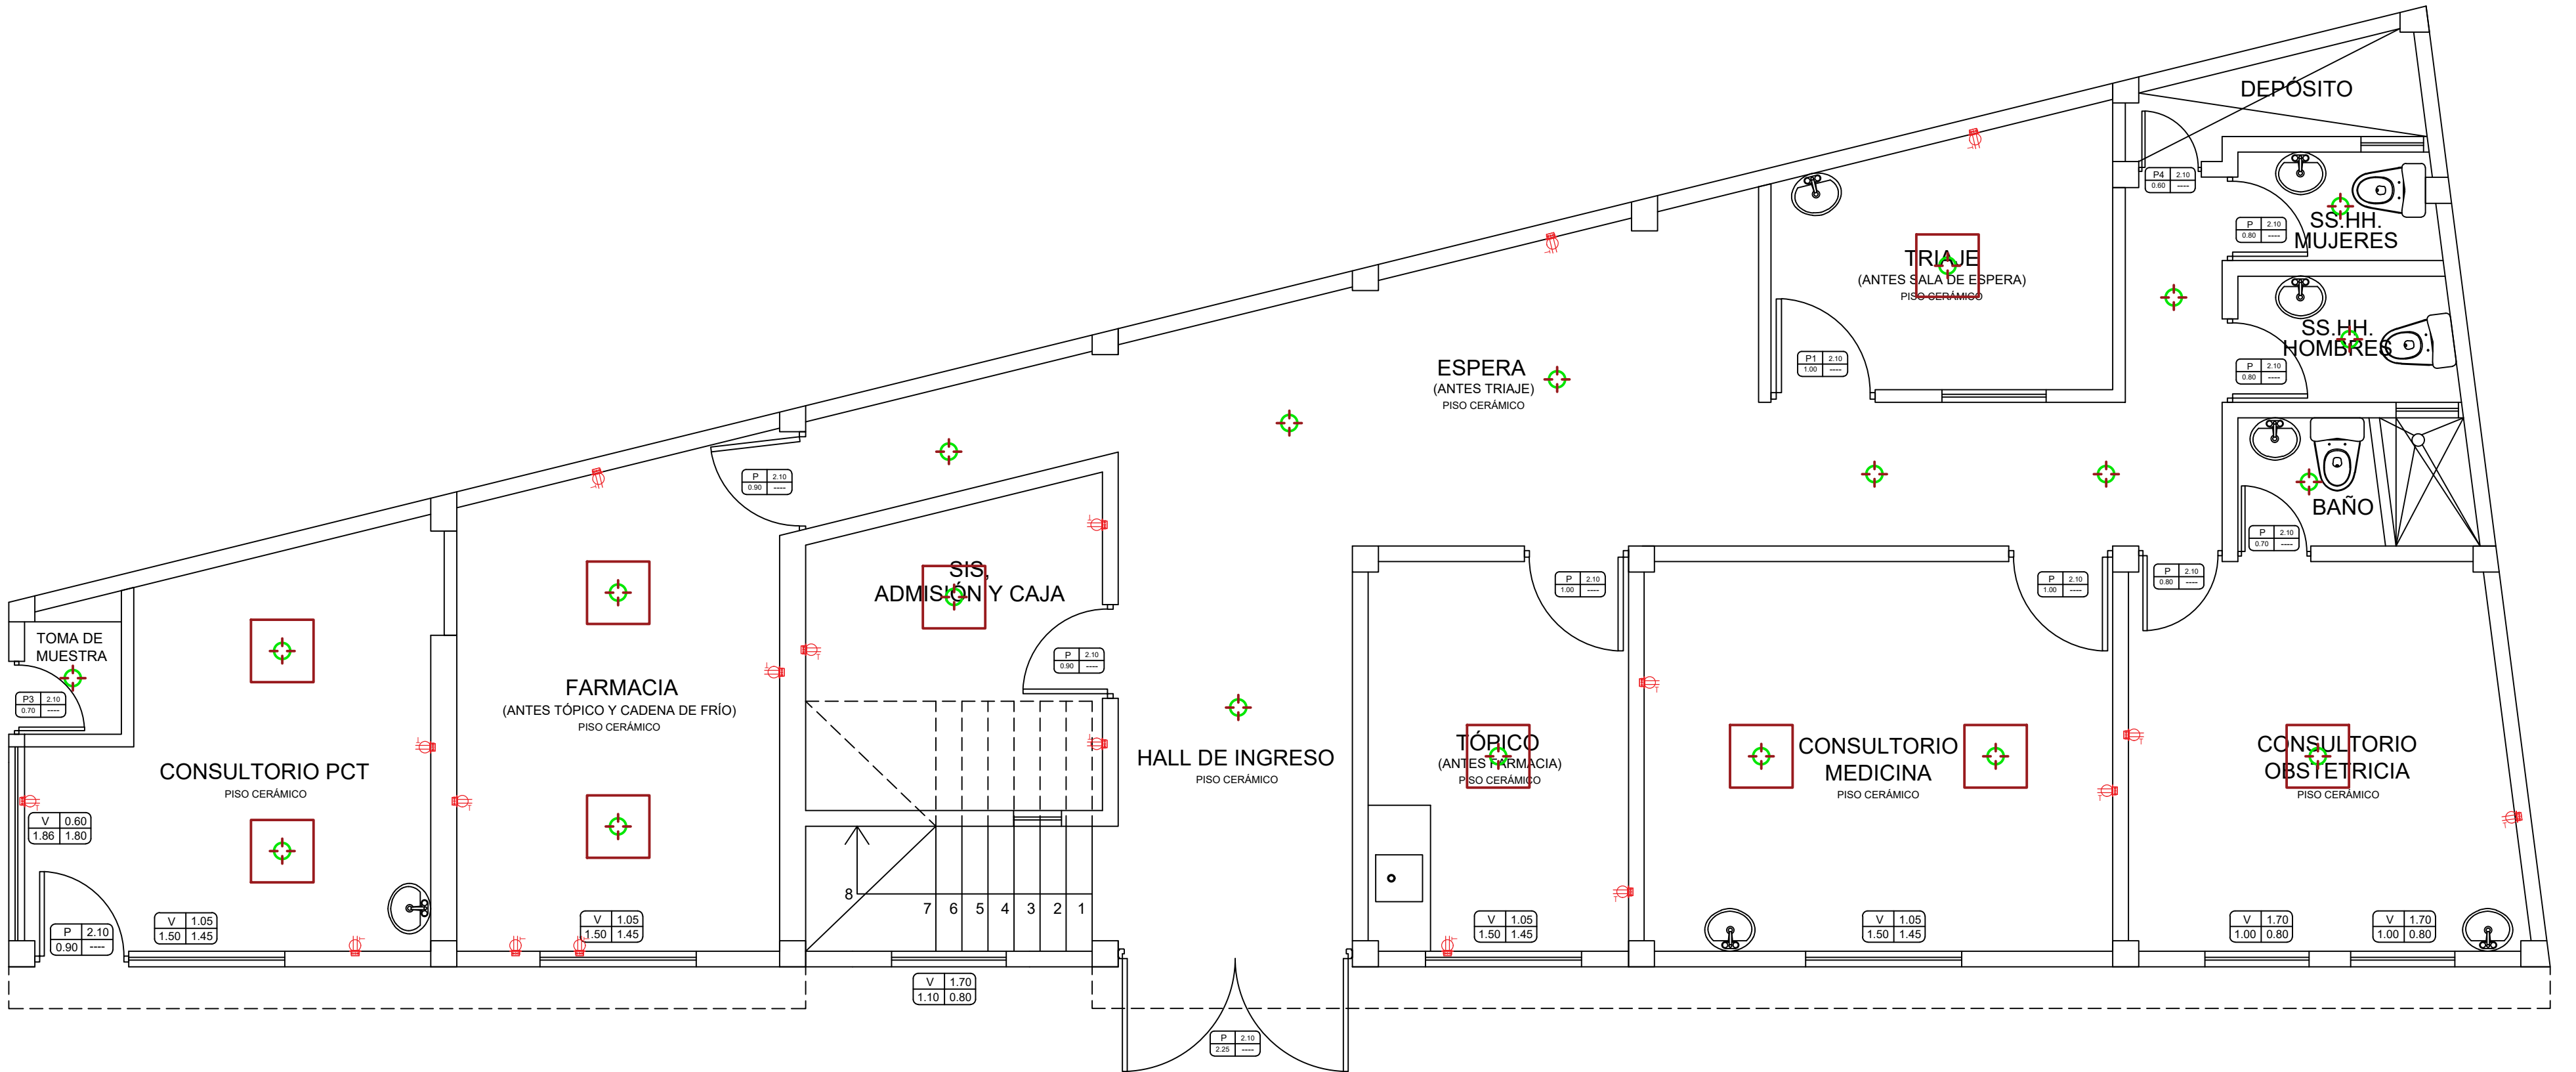 DEPÓSITO
P4 2.10
0.60 ----
P 2.10
0.80 ----
SS.HH.
MUJERES
TRIAJE
(ANTES SALA DE ESPERA)
PISO CERÁMICO
SS.HH.
HOMBRES
P1 2.10
1.00 ----
P 2.10
0.80 ----
ESPERA
(ANTES TRIAJE)
PISO CERÁMICO
P 2.10
0.90 ----
BAÑO
P 2.10
0.70 ----
SIS,
ADMISIÓN Y CAJA
P 2.10
1.00 ----
P 2.10
1.00 ----
P 2.10
0.80 ----
TOMA DE
MUESTRA
P 2.10
0.90 ----
P3 2.10
0.70 ----
FARMACIA
(ANTES TÓPICO Y CADENA DE FRÍO)
PISO CERÁMICO
CONSULTORIO PCT
PISO CERÁMICO
HALL DE INGRESO
PISO CERÁMICO
TÓPICO
(ANTES FARMACIA)
PISO CERÁMICO
CONSULTORIO
MEDICINA
PISO CERÁMICO
CONSULTORIO
OBSTETRICIA
PISO CERÁMICO
V 0.60
1.86 1.80
8
7 6 5 4 3 2 1
P 2.10
0.90 ----
V 1.05
1.50 1.45
V 1.05
1.50 1.45
V 1.05
1.50 1.45
V 1.05
1.50 1.45
V 1.70
1.00 0.80
V 1.70
1.00 0.80
V 1.70
1.10 0.80
P 2.10
2.25 ----